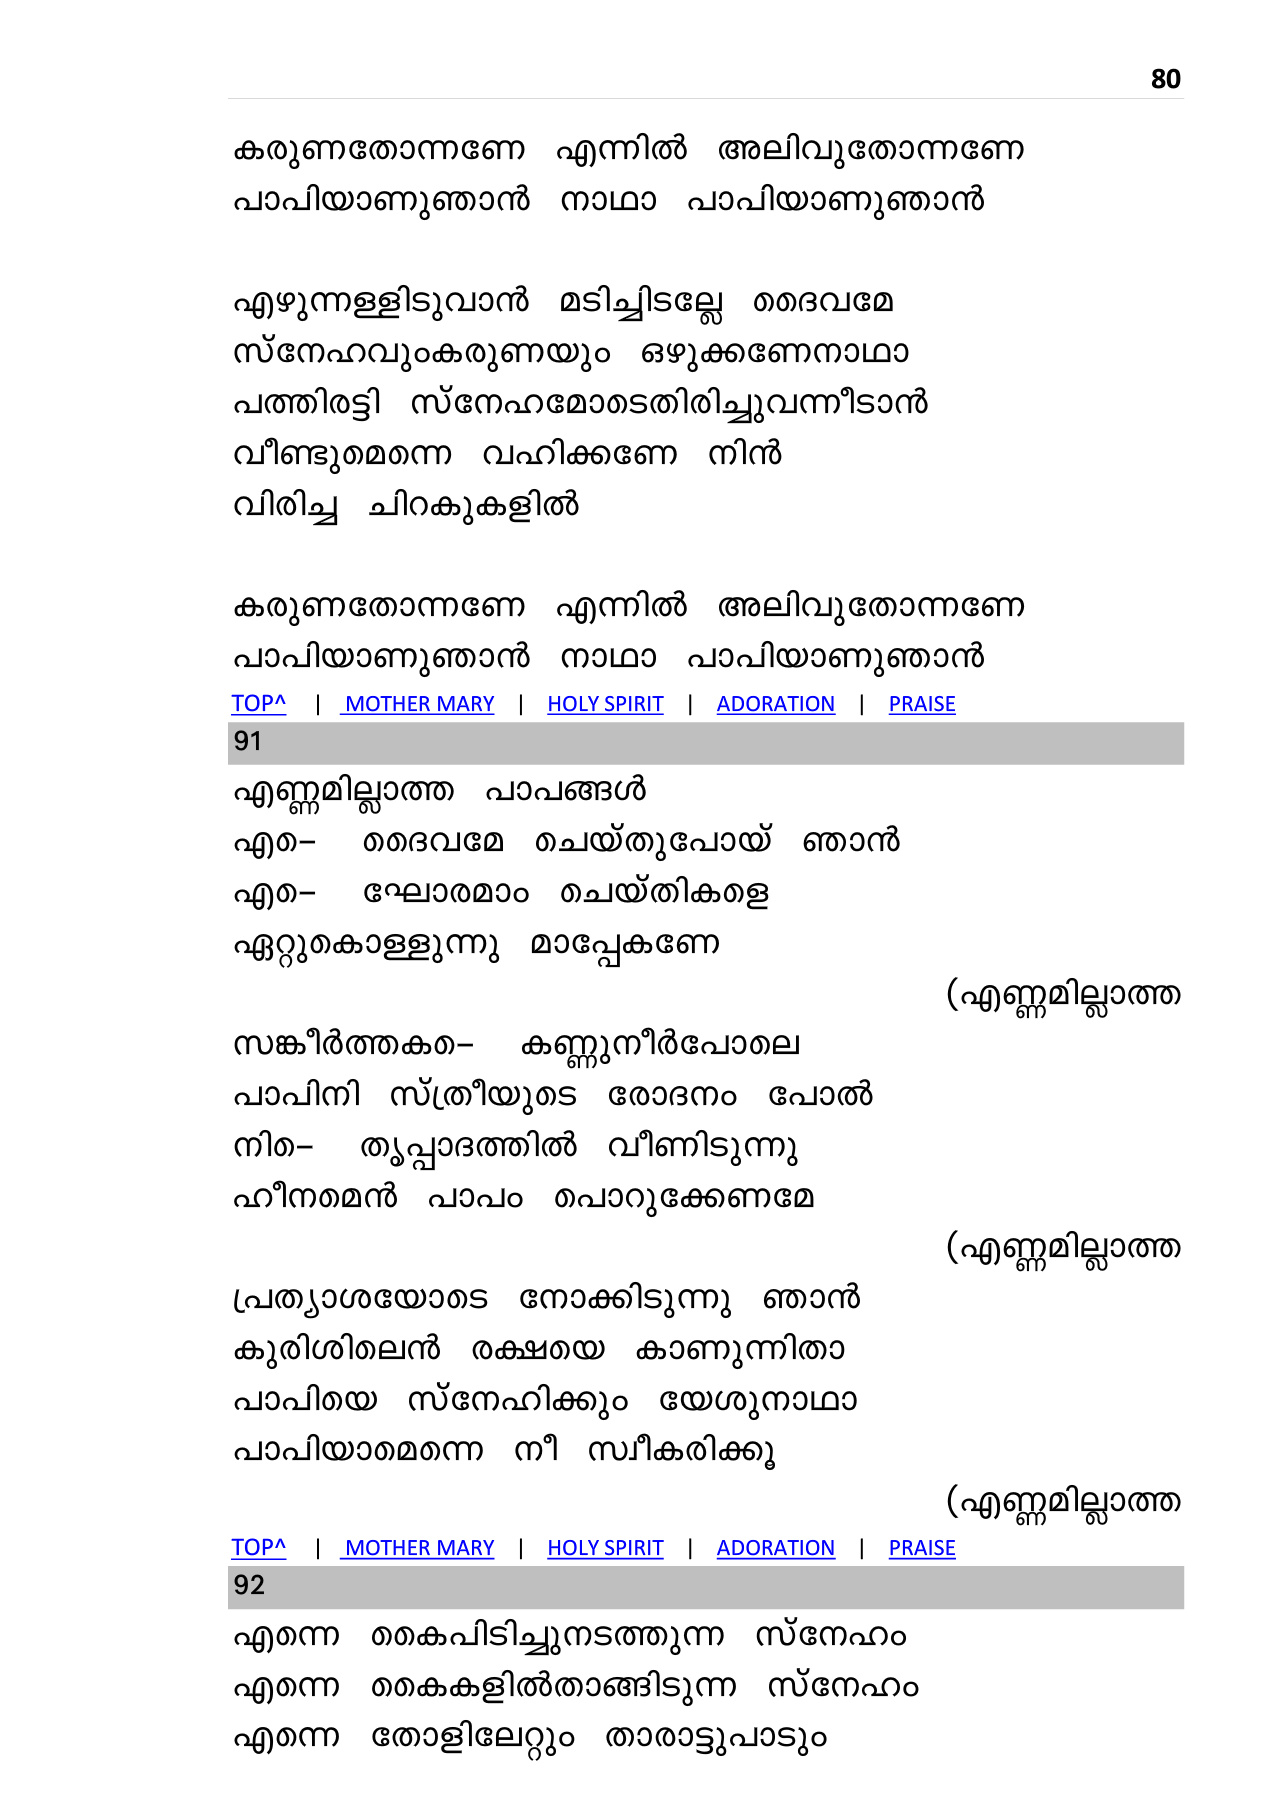 80
കരുണതോന്നണേ എന്നിൽ അലിവുതോന്നണേ
പാപിയാണുഞാൻ നാഥാ പാപിയാണുഞാൻ
എഴുന്നള്ളിടുവാൻ മടിച്ചിടല്ലേ ദൈവമേ
സ്നേഹവുംകരുണയും ഒഴുക്കണേനാഥാ
പത്തിരട്ടി സ്നേഹമോടെതിരിച്ചുവന്നീടാൻ
വീണ്ടുമെന്നെ വഹിക്കണേ നിൻ
വിരിച്ച ചിറകുകളിൽ
കരുണതോന്നണേ എന്നിൽ അലിവുതോന്നണേ
പാപിയാണുഞാൻ നാഥാ പാപിയാണുഞാൻ
TOP^ | MOTHER MARY | HOLY SPIRIT | ADORATION | PRAISE
91
എണ്ണമില്ലാത്ത പാപങ്ങൾ
എെ– ദൈവമേ ചെയ്തുപോയ് ഞാൻ
എെ– ഘോരമാം ചെയ്തികളെ
ഏറ്റുകൊള്ളുന്നു മാപ്പേകണേ
(എണ്ണമില്ലാത്ത
സങ്കീർത്തകെ– കണ്ണുനീർപോലെ
പാപിനി സ്ത്രീയുടെ രോദനം പോൽ
നിെ– തൃപ്പാദത്തിൽ വീണിടുന്നു
ഹീനമെൻ പാപം പൊറുക്കേണമേ
(എണ്ണമില്ലാത്ത
പ്രത്യാശയോടെ നോക്കിടുന്നു ഞാൻ
കുരിശിലെൻ രക്ഷയെ കാണുന്നിതാ
പാപിയെ സ്നേഹിക്കും യേശുനാഥാ
പാപിയാമെന്നെ നീ സ്വീകരിക്കൂ
(എണ്ണമില്ലാത്ത
TOP^ | MOTHER MARY | HOLY SPIRIT | ADORATION | PRAISE
92
എന്നെ കൈപിടിച്ചുനടത്തുന്ന സ്നേഹം
എന്നെ കൈകളിൽതാങ്ങിടുന്ന സ്നേഹം
എന്നെ തോളിലേറ്റും താരാട്ടുപാടും